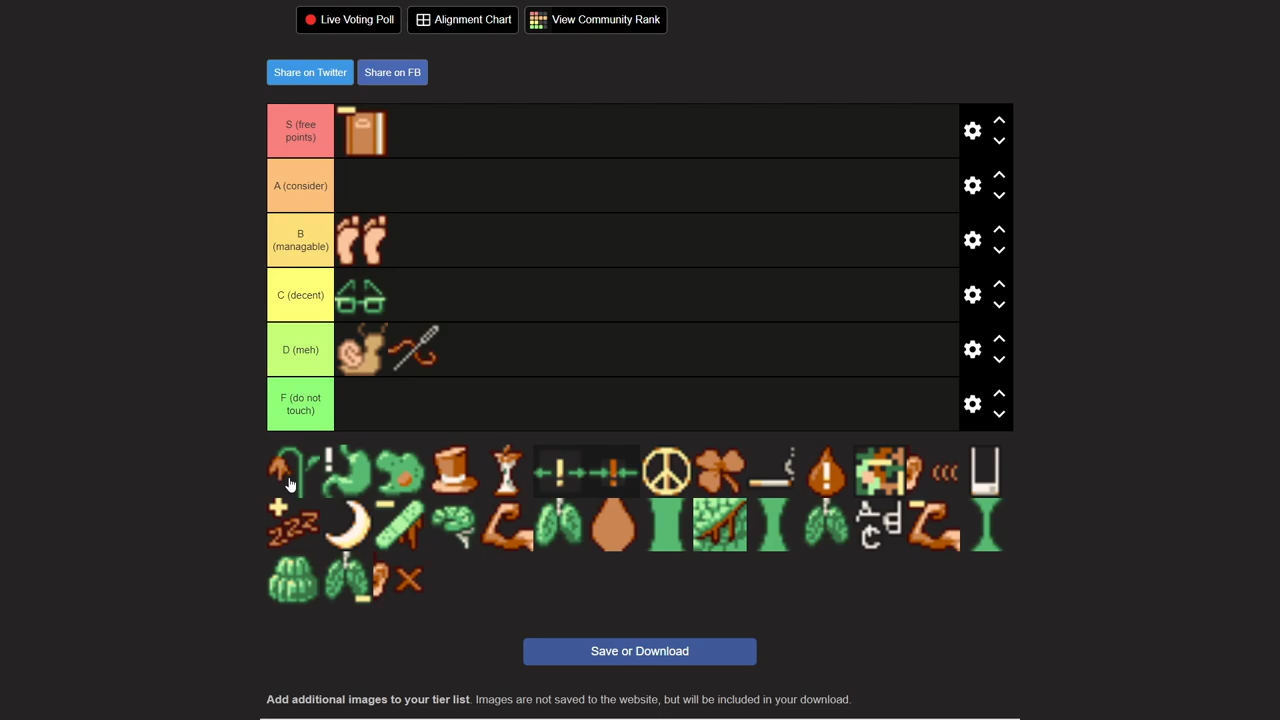 Live Voting Poll
Alignment Chart
View Community Rank
Share on Twitter
Share on FB
S (free
points)
A (consider)
B
(managable)
C (decent)
D (meh)
F (do not
touch)
Save or Download
Add additional images to your tier list. Images are not saved to the website, but will be included in your download.